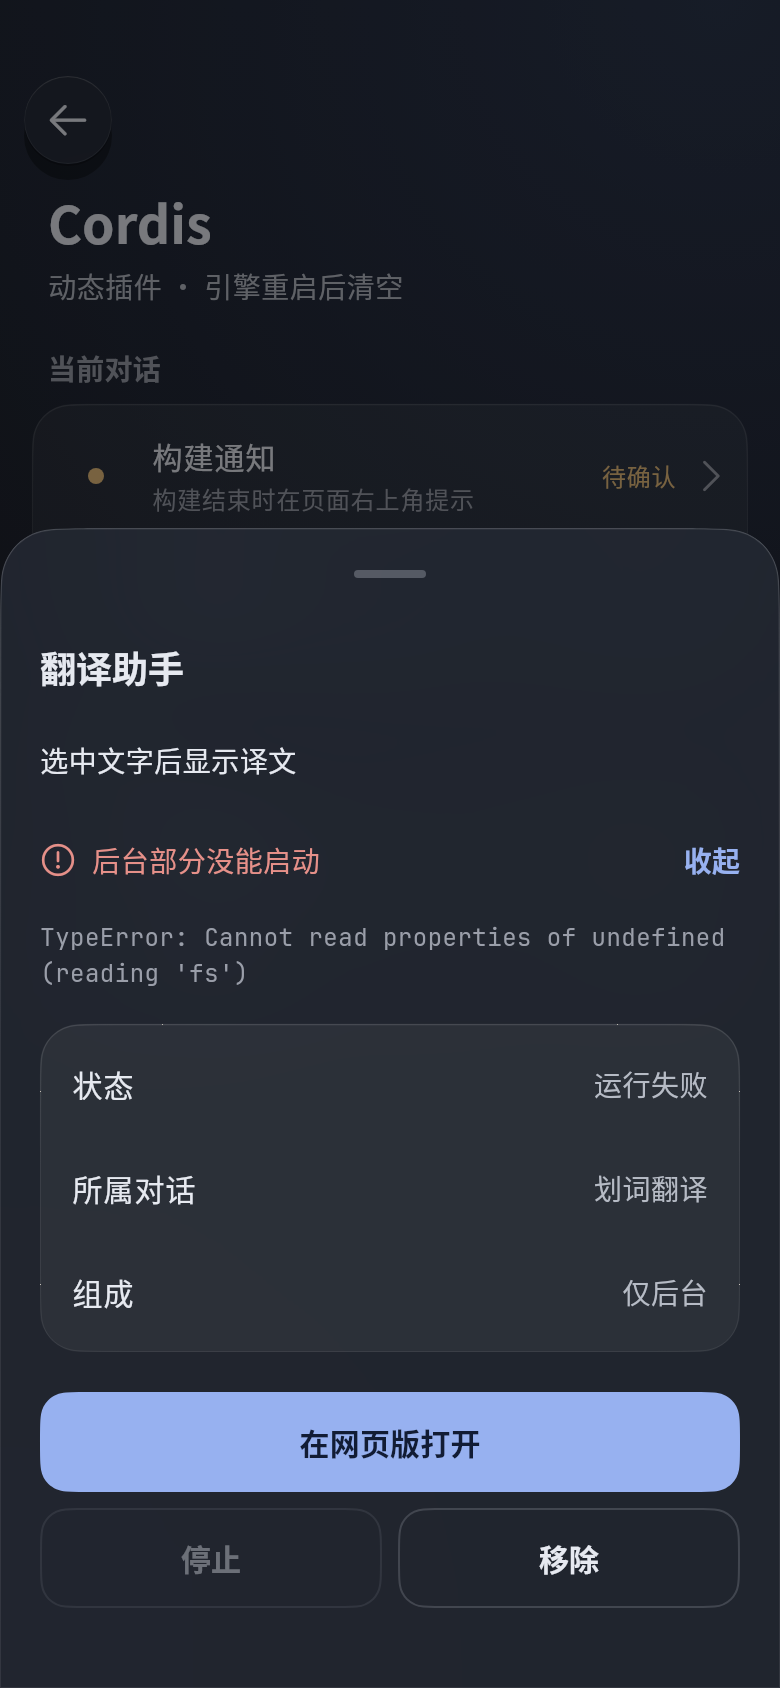 Cordis
动态插件 · 引擎重启后清空
当前对话
构建通知
构建结束时在页面右上角提示
待确认
翻译助手
选中文字后显示译文
后台部分没能启动
收起
TypeError: Cannot read properties of undefined
(reading 'fs')
状态
运行失败
所属对话
划词翻译
组成
仅后台
在网页版打开
停止
移除